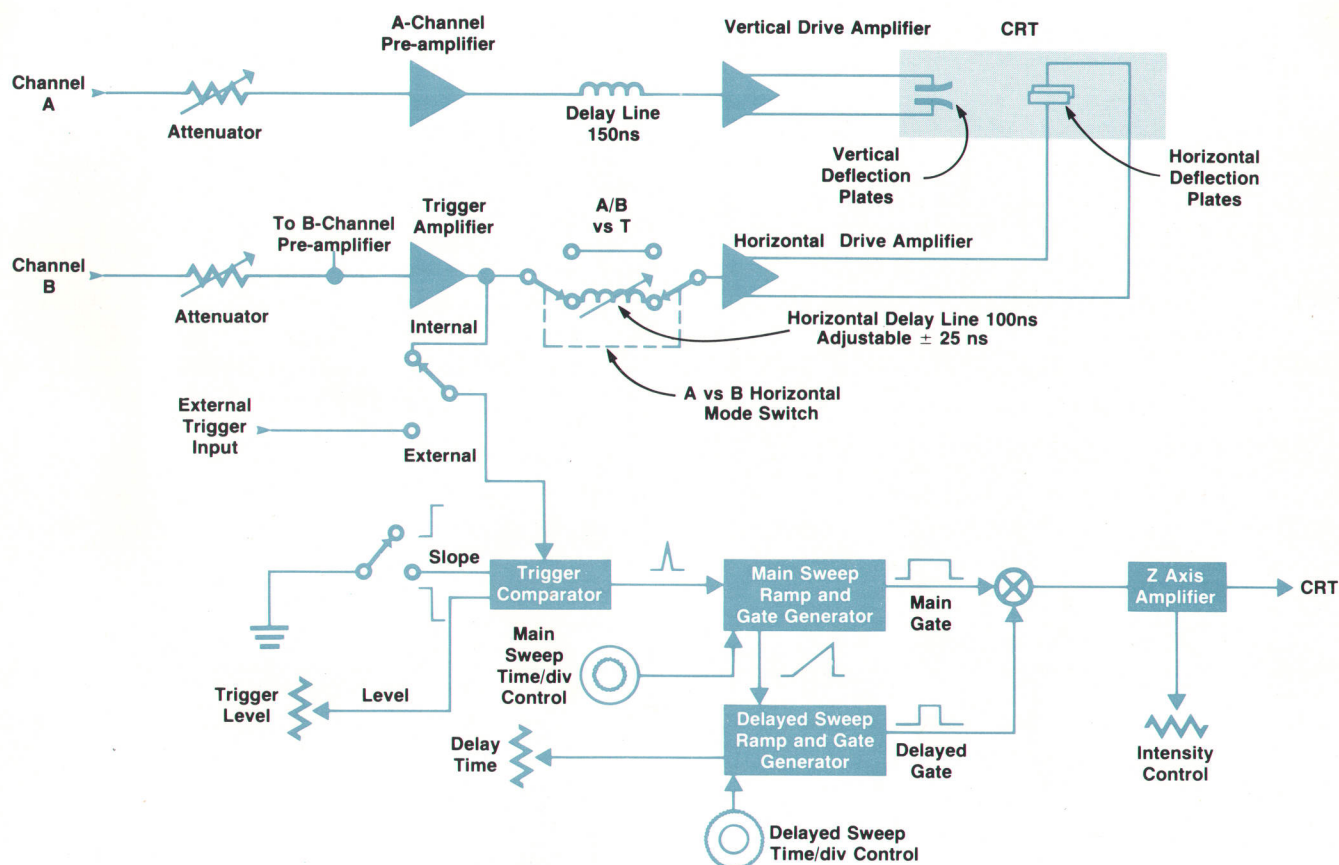 A-Channel
Pre-amplifier
Vertical Drive Amplifier
CRT
Channel
A
Attenuator
Delay Line
150ns
Vertical
Deflection
Plates
Horizontal
Deflection
Plates
To B-Channel
Pre-amplifier
Trigger
Amplifier
A/B
vs T
Horizontal Drive Amplifier
Channel
B
Attenuator
Internal
Horizontal Delay Line 100ns
Adjustable ± 25 ns
A vs B Horizontal
Mode Switch
External
Trigger
Input
External
Slope
Trigger
Comparator
Main Sweep
Ramp and
Gate Generator
Main
Gate
Z Axis
Amplifier
CRT
Main
Sweep
Time/div
Control
Trigger
Level
Level
Delay
Time
Delayed Sweep
Ramp and Gate
Generator
Delayed
Gate
Intensity
Control
Delayed Sweep
Time/div Control